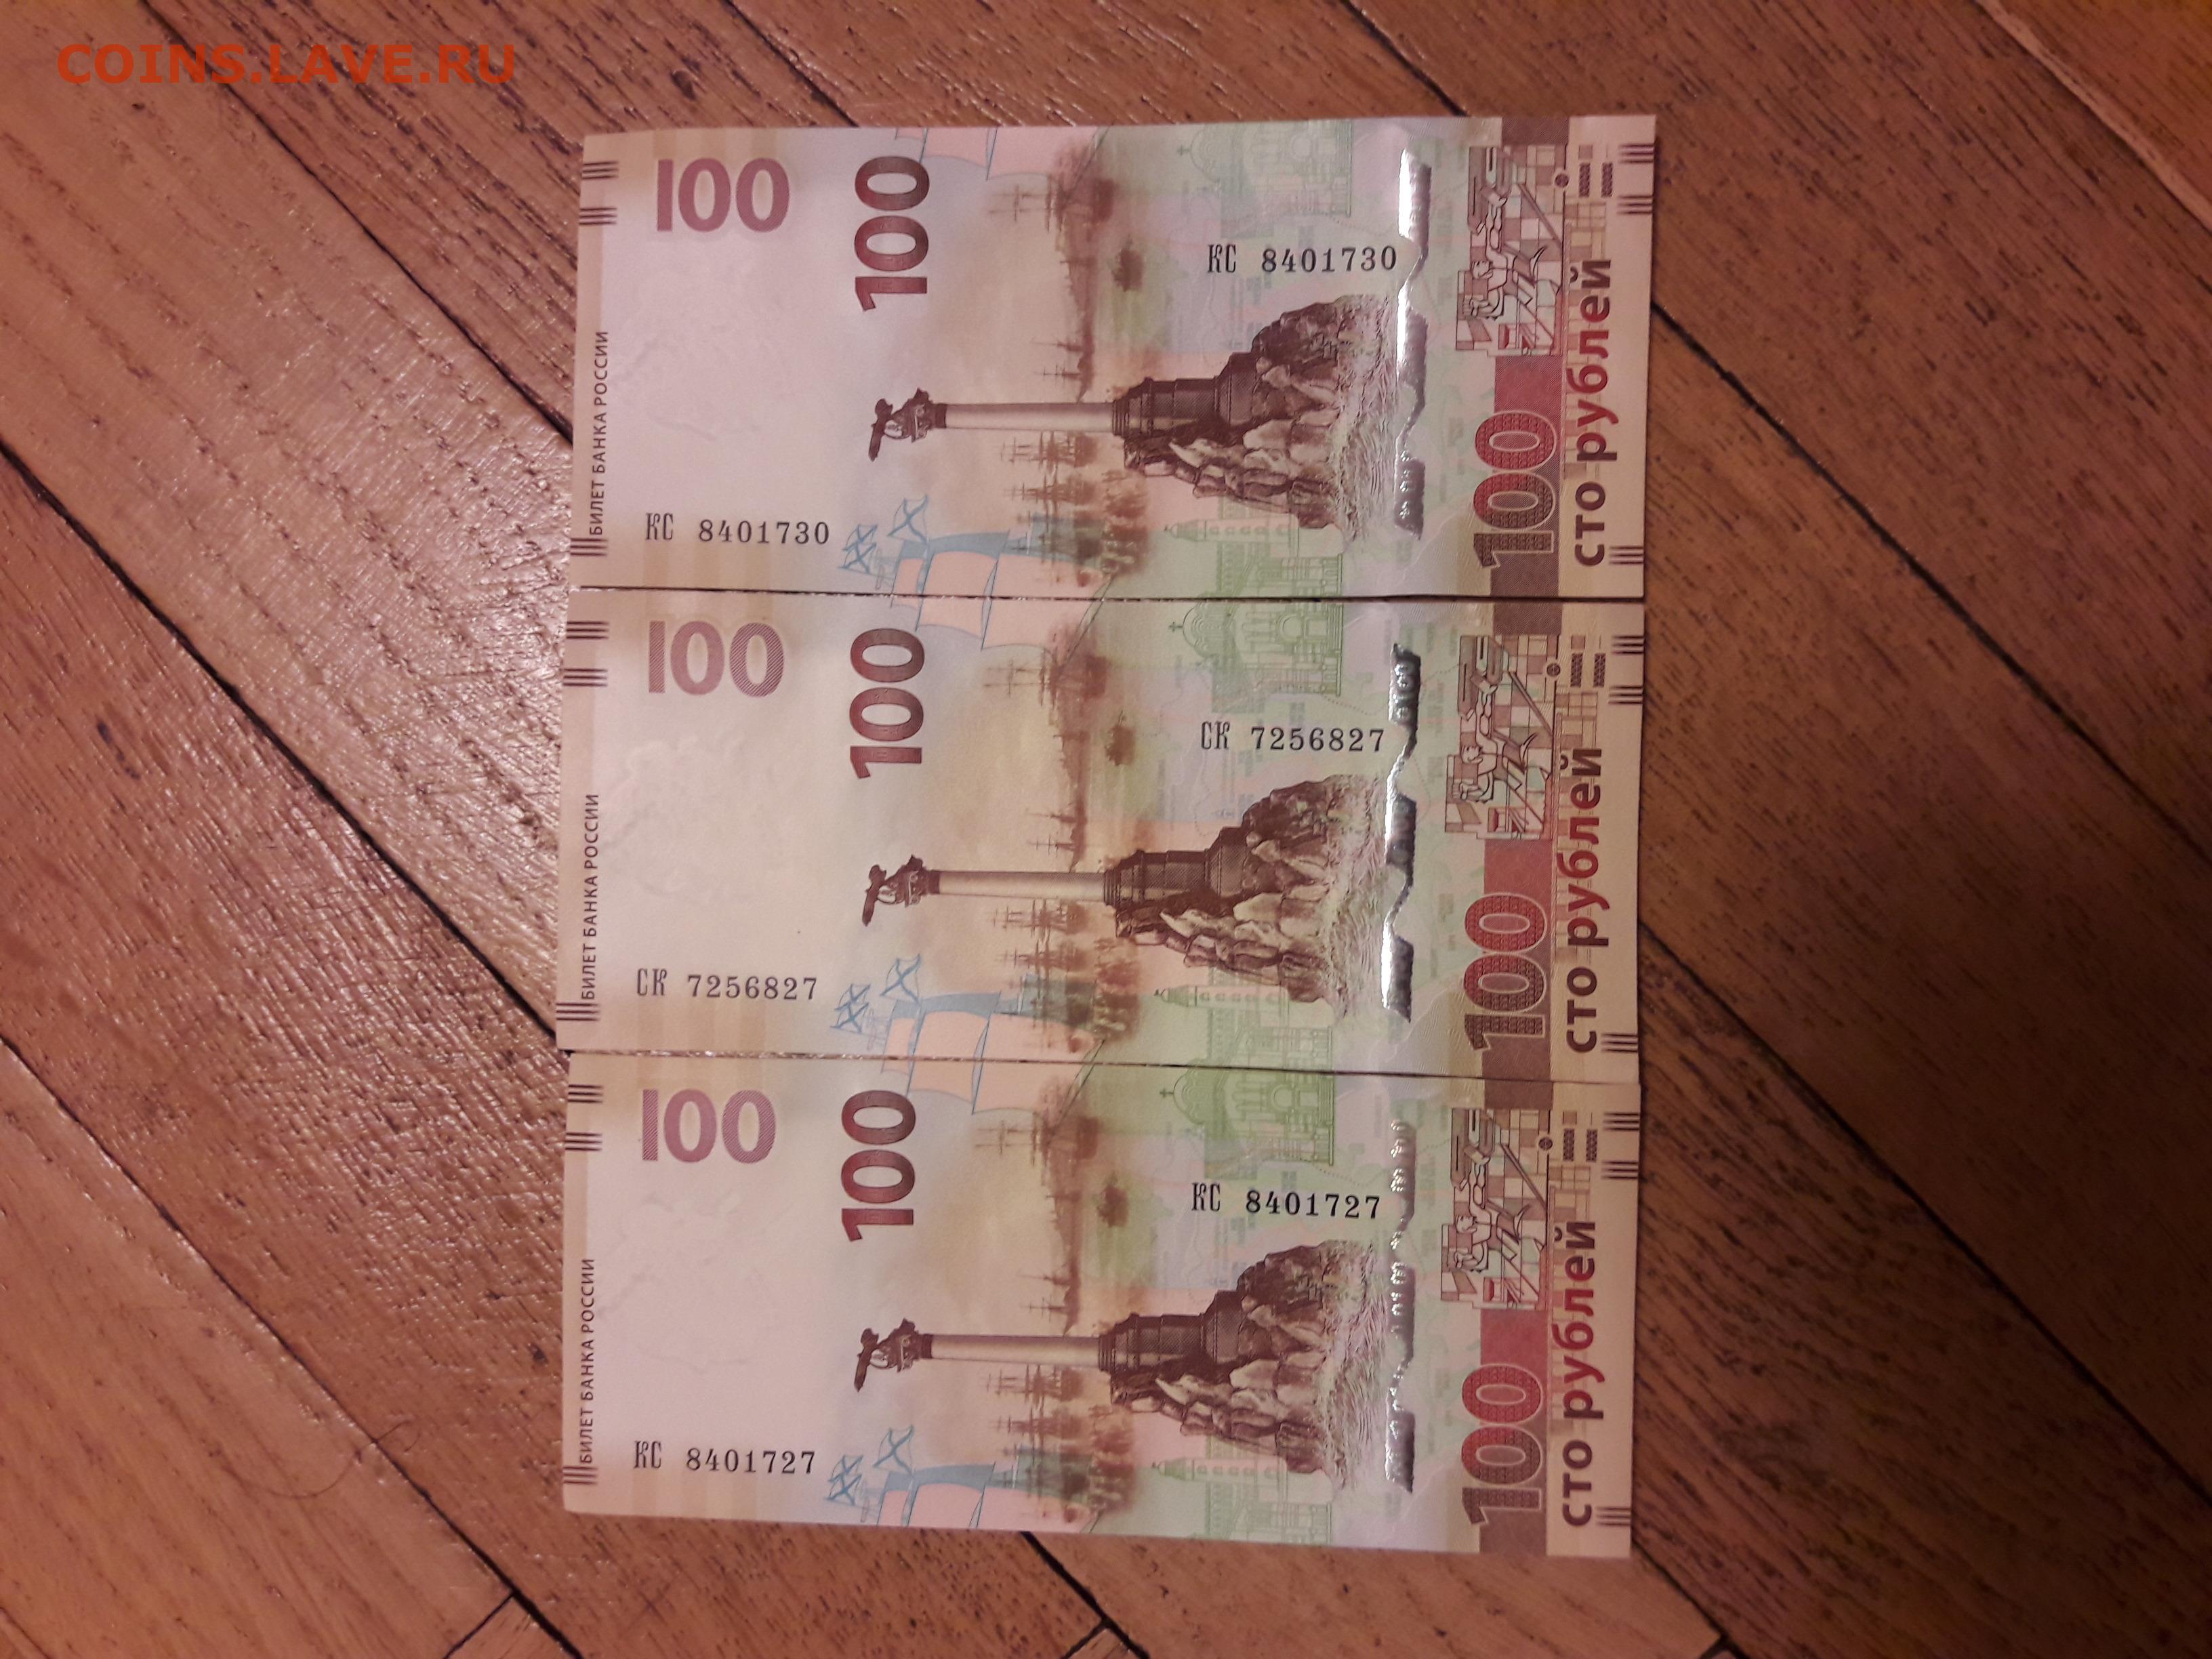 COINS.LAVE.RU
БИЛЕТ БАНКА РОССИИ
100
100
КС 8401730
КС 8401730
100
сто рублей
БИЛЕТ БАНКА РОССИИ
100
100
СК 7256827
СК 7256827
100
сто рублей
БИЛЕТ БАНКА РОССИИ
100
100
КС 8401727
КС 8401727
100
сто рублей